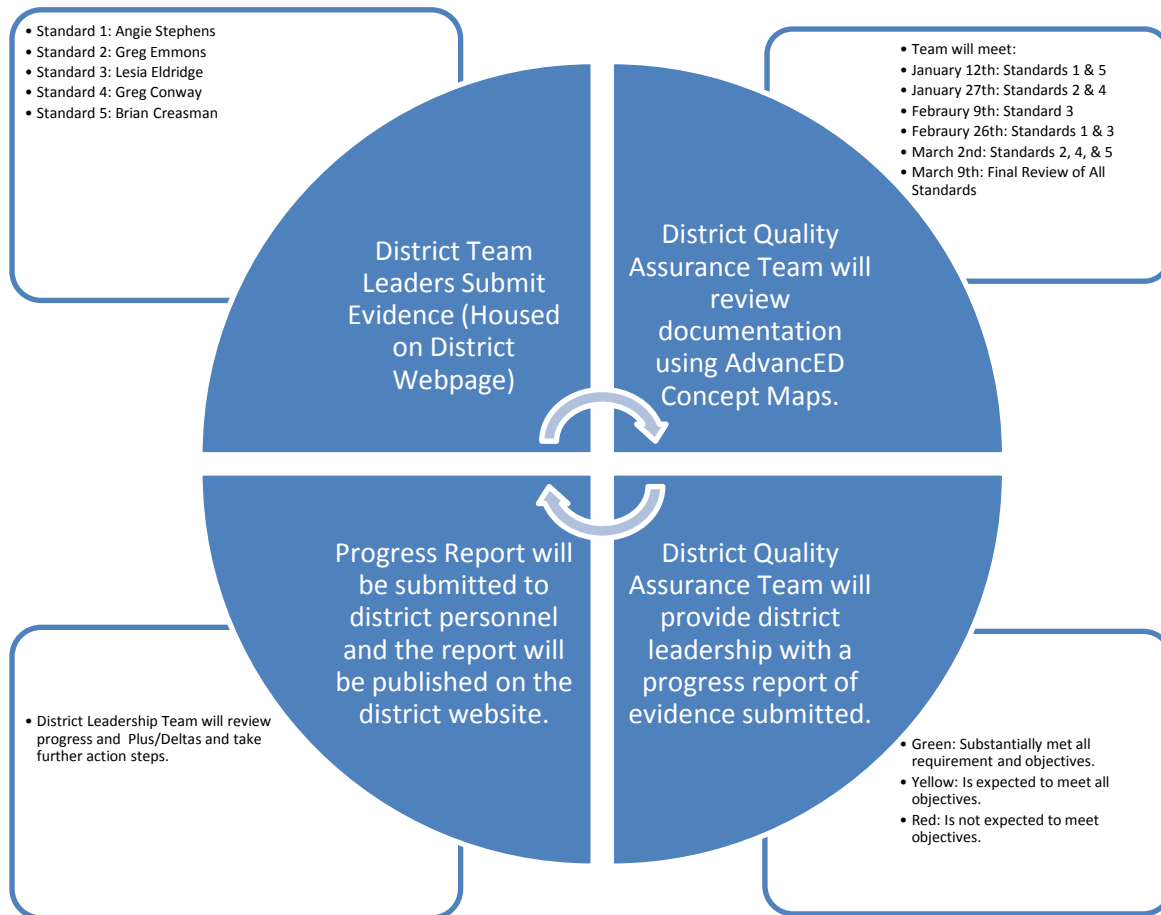 • Standard 1: Angie Stephens
• Standard 2: Greg Emmons
• Standard 3: Lesia Eldridge
• Standard 4: Greg Conway
• Standard 5: Brian Creasman
• Team will meet:
• January 12th: Standards 1 & 5
• January 27th: Standards 2 & 4
• Febraury 9th: Standard 3
• Febraury 26th: Standards 1 & 3
• March 2nd: Standards 2, 4, & 5
• March 9th: Final Review of All
Standards
District Team
Leaders Submit
Evidence (Housed
on District
Webpage)
District Quality
Assurance Team will
review
documentation
using AdvancED
Concept Maps.
Progress Report will
be submitted to
district personnel
and the report will
be published on the
district website.
District Quality
Assurance Team will
provide district
leadership with a
progress report of
evidence submitted.
• District Leadership Team will review
progress and Plus/Deltas and take
further action steps.
• Green: Substantially met all
requirement and objectives.
• Yellow: Is expected to meet all
objectives.
• Red: Is not expected to meet
objectives.